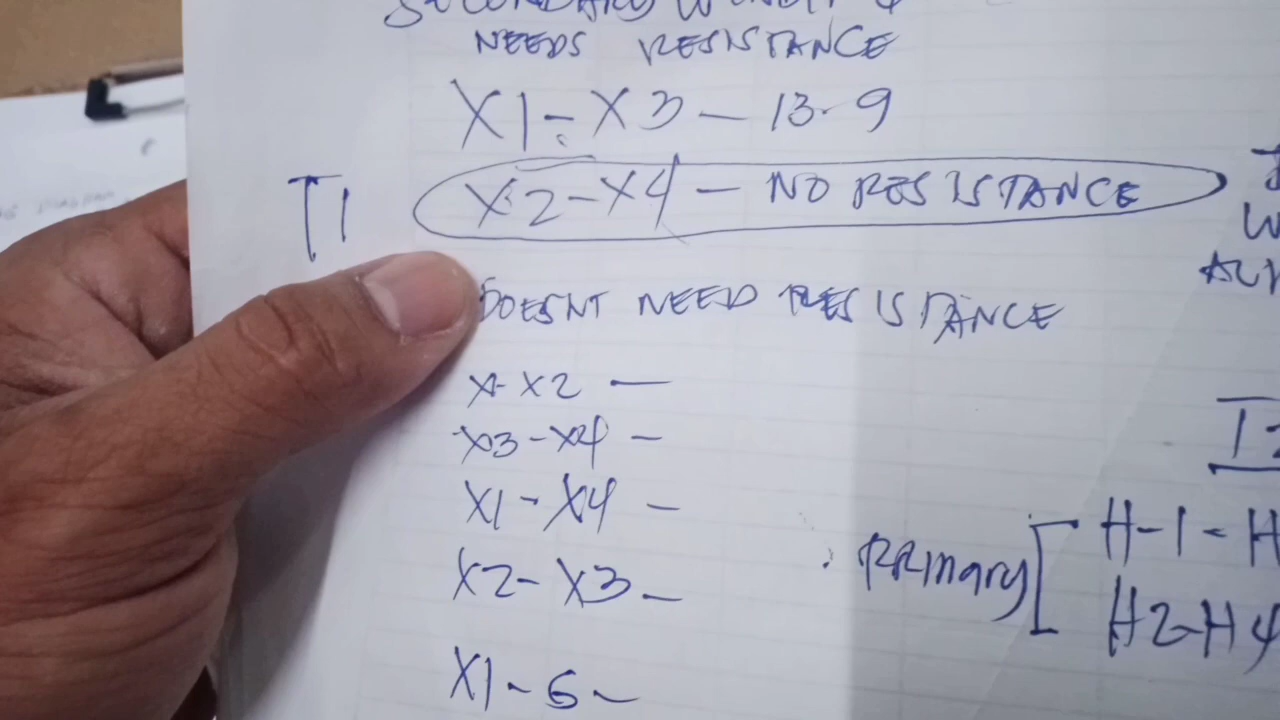 NEEDS RESISTANCE
X1-X3 - 13.9
T1
X2-X4 - NO RESISTANCE
DOESNT NEED RESISTANCE
X-X2 -
X3-X4 -
X1-X4 -
X2-X3 -
X1-G -
PRimary
H-1-H
H2-H4